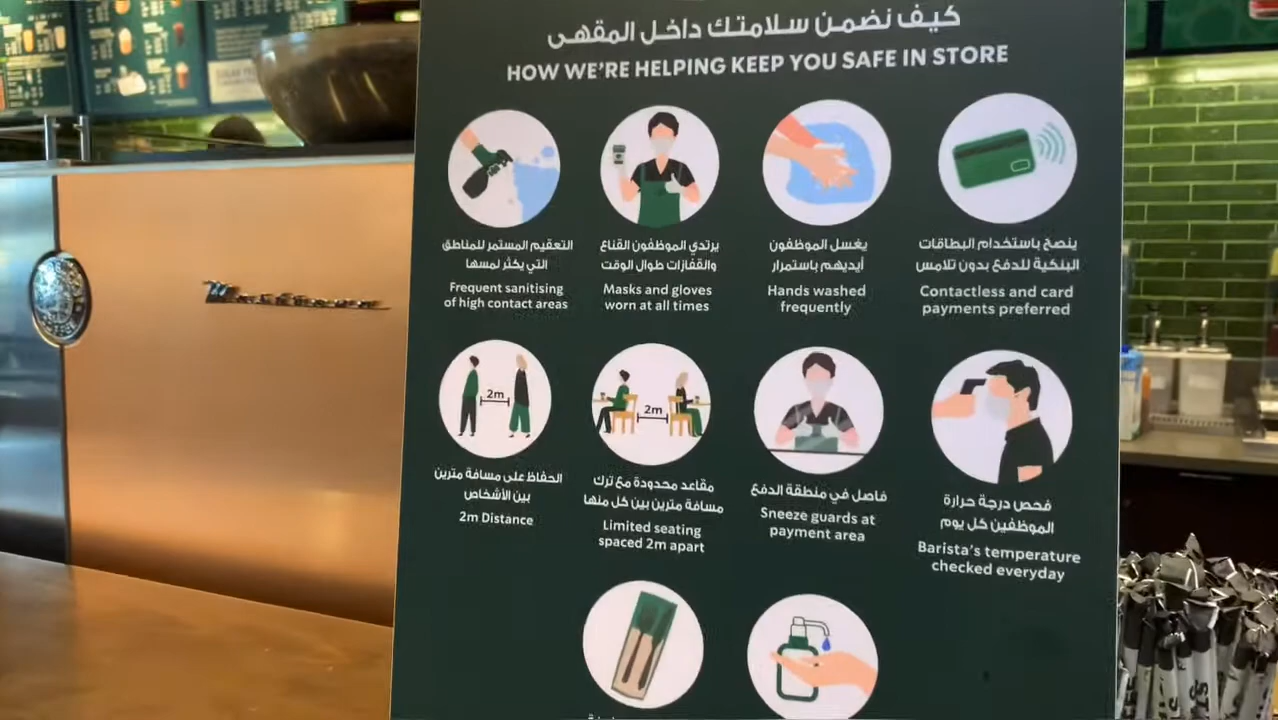 كيف نضمن سلامتك داخل المقهى
HOW WE'RE HELPING KEEP YOU SAFE IN STORE
التعقيم المستمر للمناطق
التي يكثر لمسها
Frequent sanitising
of high contact areas
يرتدي الموظفون القناع
والقفازات طوال الوقت
Masks and gloves
worn at all times
يغسل الموظفون
أيديهم باستمرار
Hands washed
frequently
ينصح باستخدام البطاقات
البنكية للدفع بدون تلامس
Contactless and card
payments preferred
2m
الحفاظ على مسافة مترين
بين الأشخاص
2m Distance
2m
مقاعد محدودة مع ترك
مسافة مترين بين كل منها
Limited seating
spaced 2m apart
فاصل في منطقة الدفع
Sneeze guards at
payment area
فحص درجة حرارة
الموظفين كل يوم
Barista's temperature
checked everyday